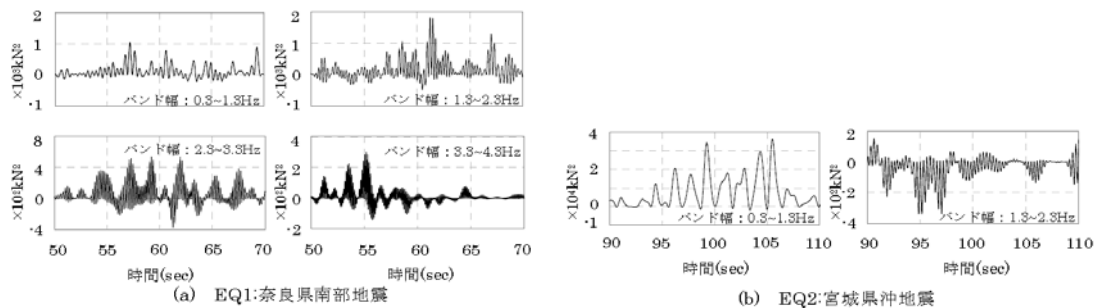 2
1
0
-1
×10³kN²
バンド幅：0.3~1.3Hz
2
1
0
-1
×10³kN²
バンド幅：1.3~2.3Hz
8
4
0
-4
×10²kN²
バンド幅：2.3~3.3Hz
50 55 60 65 70
時間(sec)
4
2
0
-2
×10²kN²
バンド幅：3.3~4.3Hz
50 55 60 65 70
時間(sec)
(a) EQ1:奈良県南部地震
4
2
0
-1
×10⁴kN²
バンド幅：0.3~1.3Hz
90 95 100 105 110
時間(sec)
2
0
-2
-4
×10²kN²
バンド幅：1.3~2.3Hz
90 95 100 105 110
時間(sec)
(b) EQ2:宮城県沖地震